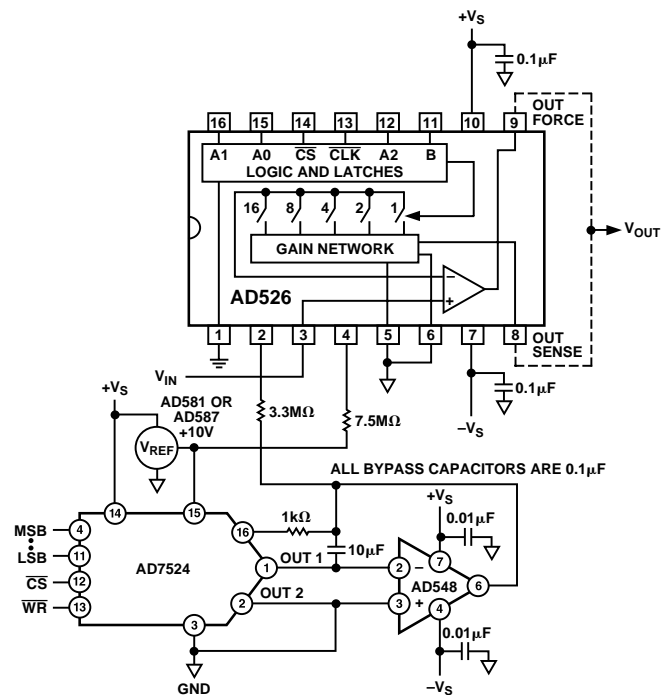 +VS
0.1µF
OUT
FORCE
16 15 14 13 12 11 10 9
A1 A0 CS CLK A2 B
LOGIC AND LATCHES
16 8 4 2 1
VOUT
GAIN NETWORK
–
+
AD526
1 2 3 4 5 6 7 8
OUT
SENSE
VIN
+VS
AD581 OR
AD587
+10V
3.3MΩ
7.5MΩ
0.1µF
–VS
VREF
ALL BYPASS CAPACITORS ARE 0.1µF
+VS
14 15
16
1kΩ
0.01µF
MSB 4
LSB 11
CS 12
WR 13
AD7524
1 OUT 1
10µF
2 –
7
AD548
6
2 OUT 2
3 +
4
3
0.01µF
GND
–VS